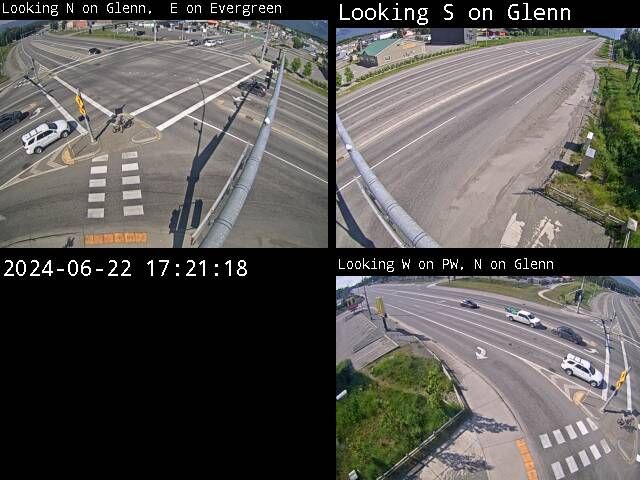 Looking N on Glenn,  E on Evergreen
Looking S on Glenn
2024-06-22 17:21:18
Looking W on PW, N on Glenn